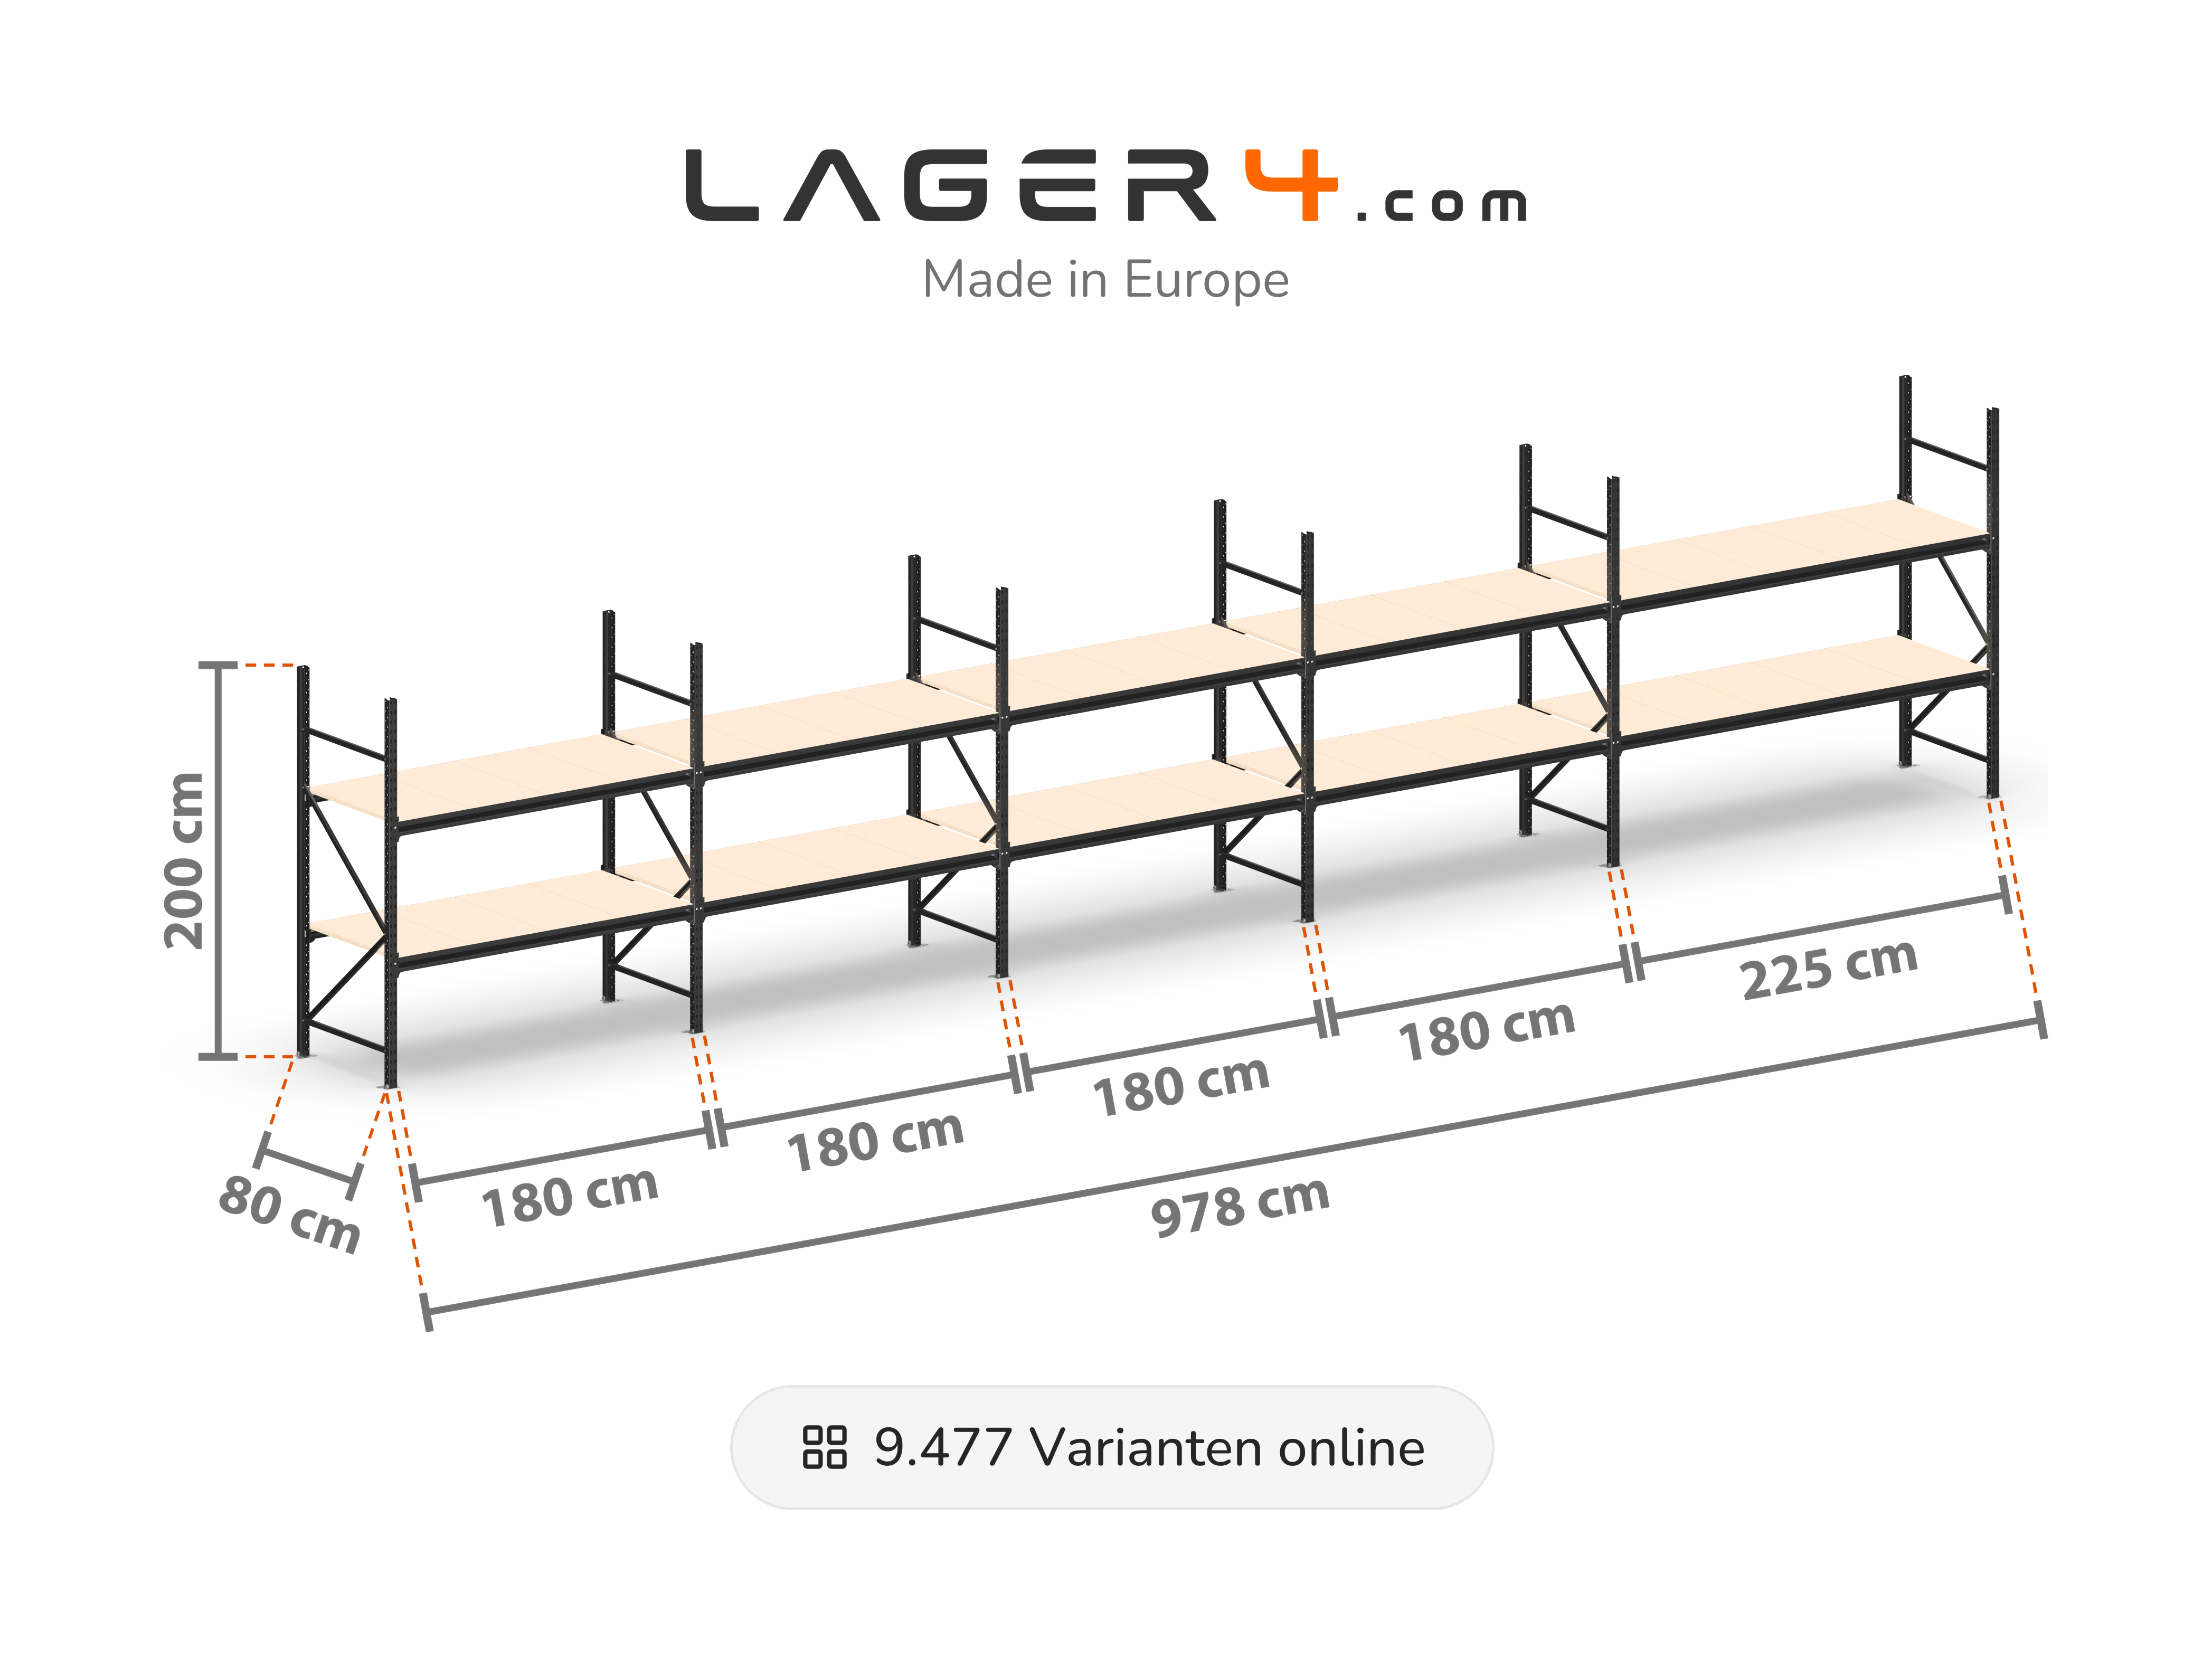 LAGER4.com
Made in Europe
200 cm
80 cm
180 cm
180 cm
180 cm
180 cm
225 cm
978 cm
9.477 Varianten online